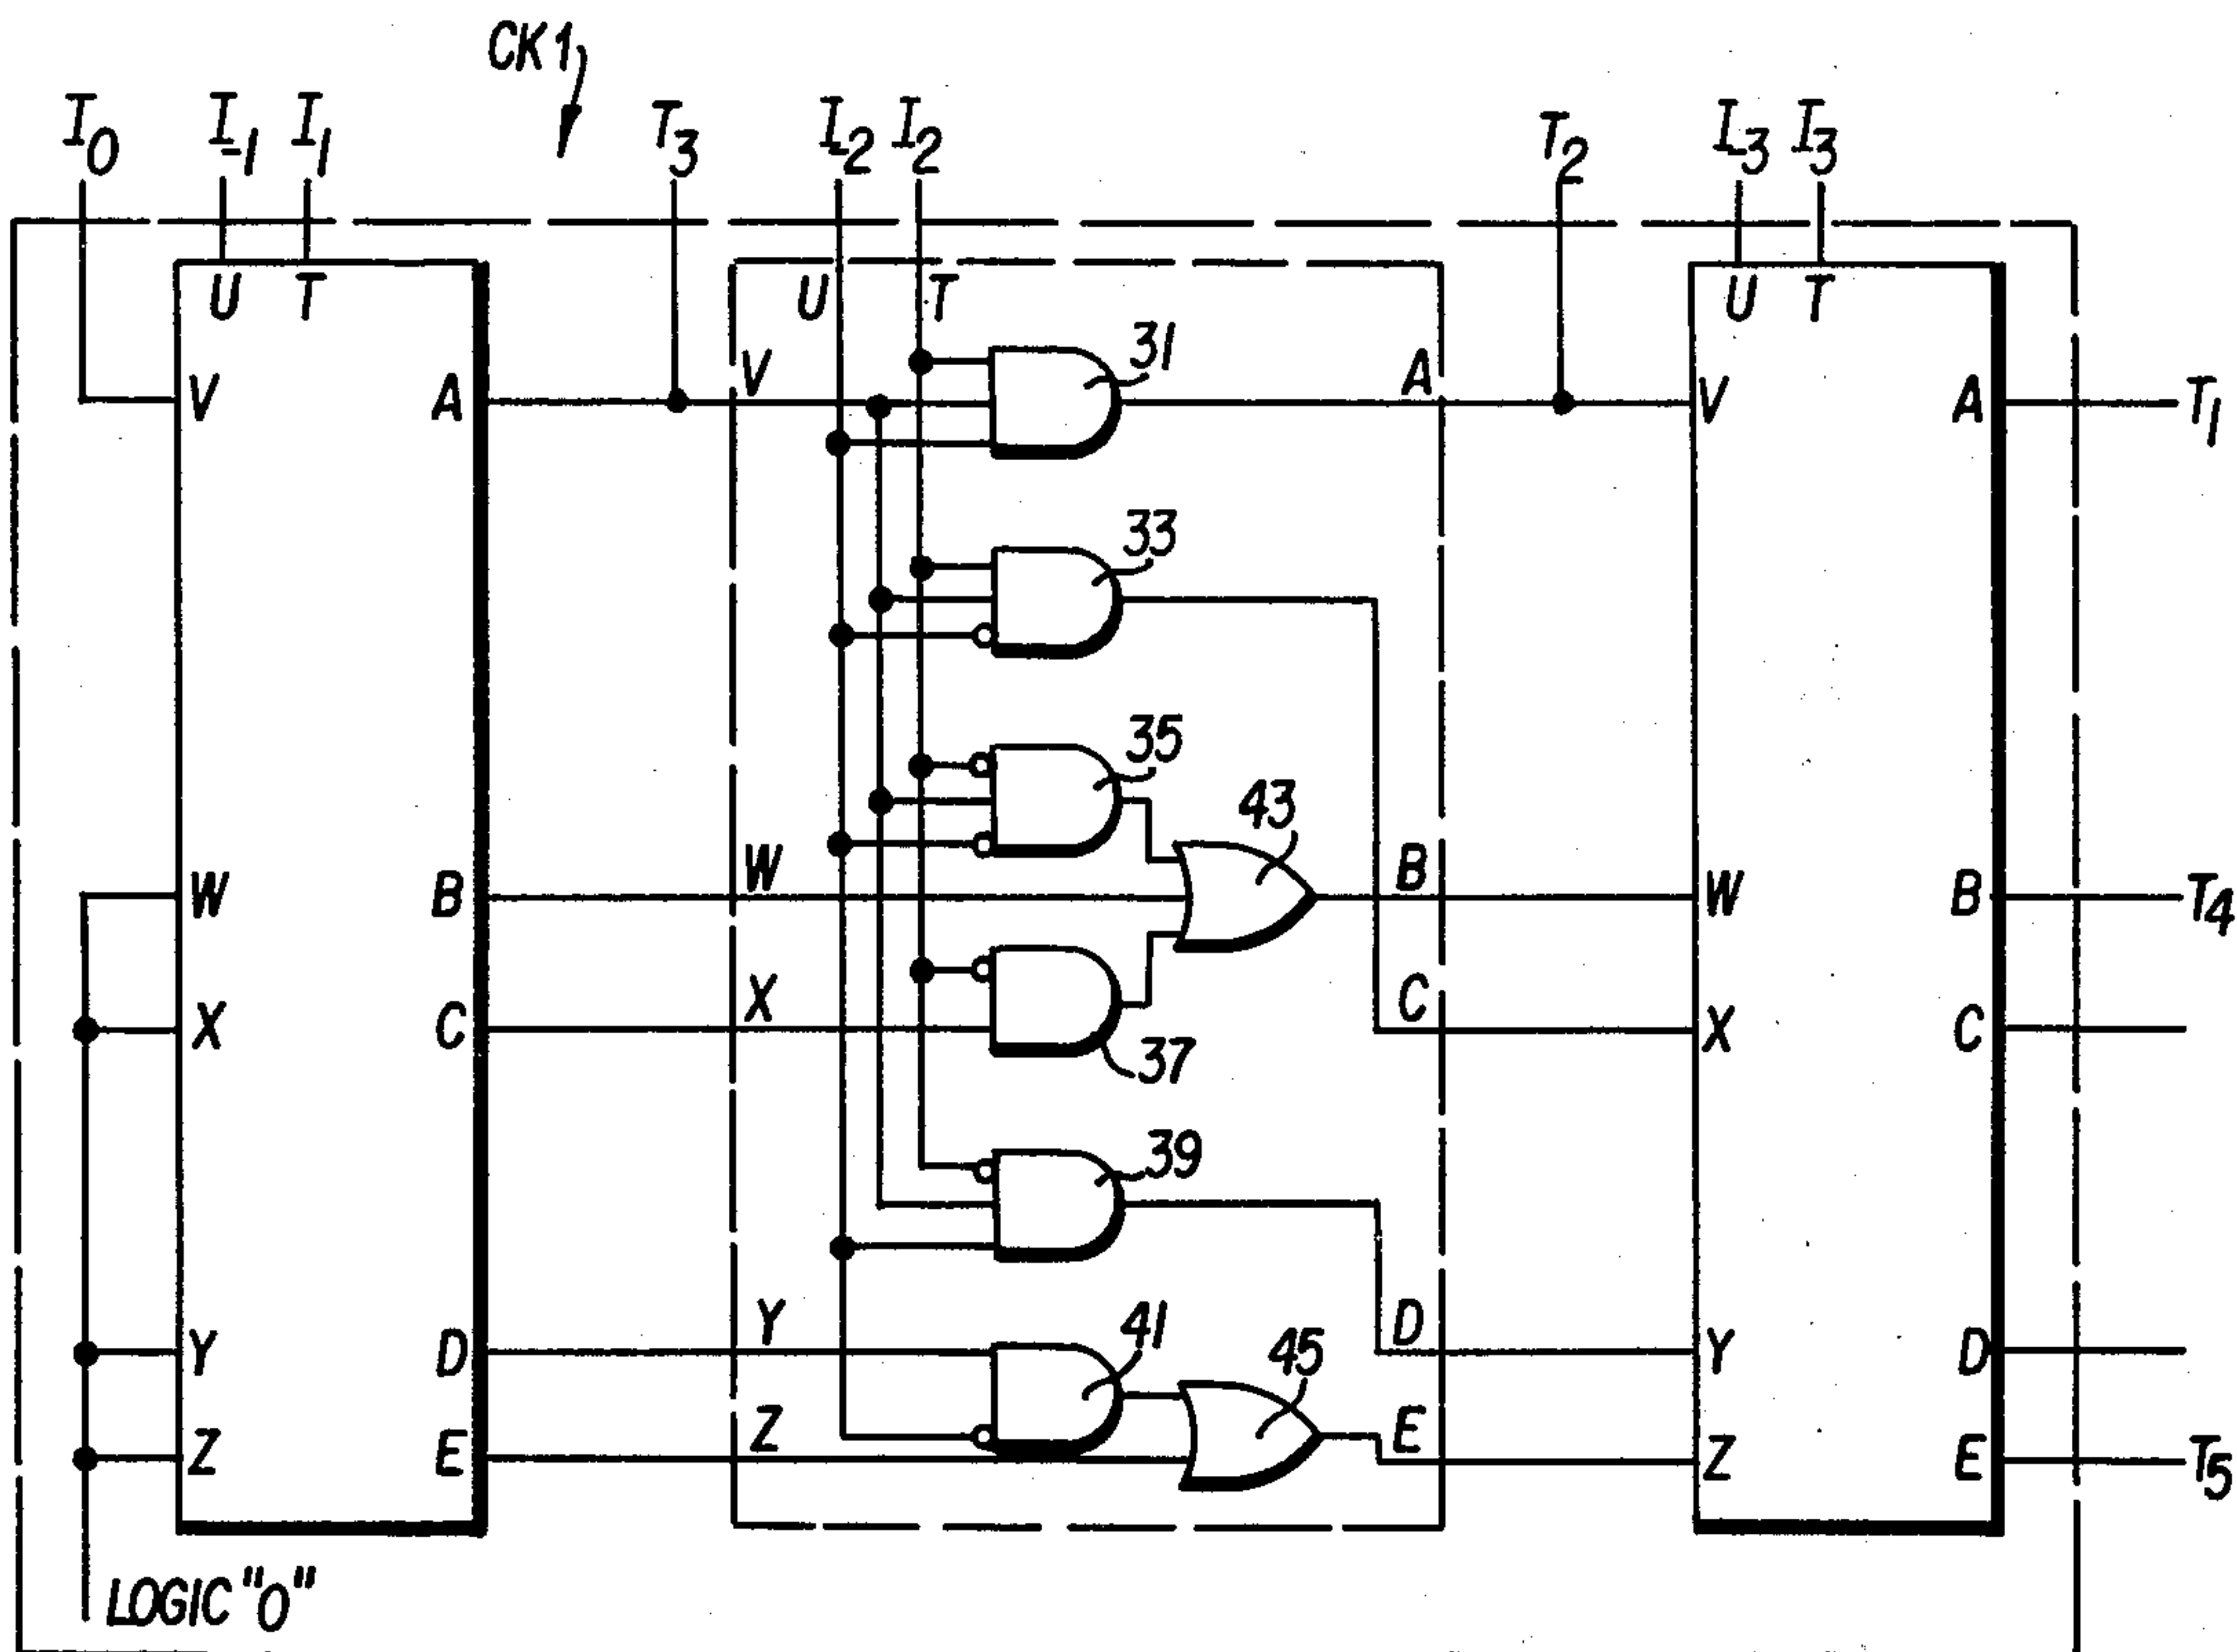 CK1
I0 I-1 I1 T3 I-2 I2 T2 I-3 I3
U T U T U T
V A V 31 A V A T1
33
35
43
W B W B W B T4
X C X C X C
37
39
Y D Y 41 D Y D
45
Z E Z E Z E T5
LOGIC "0"